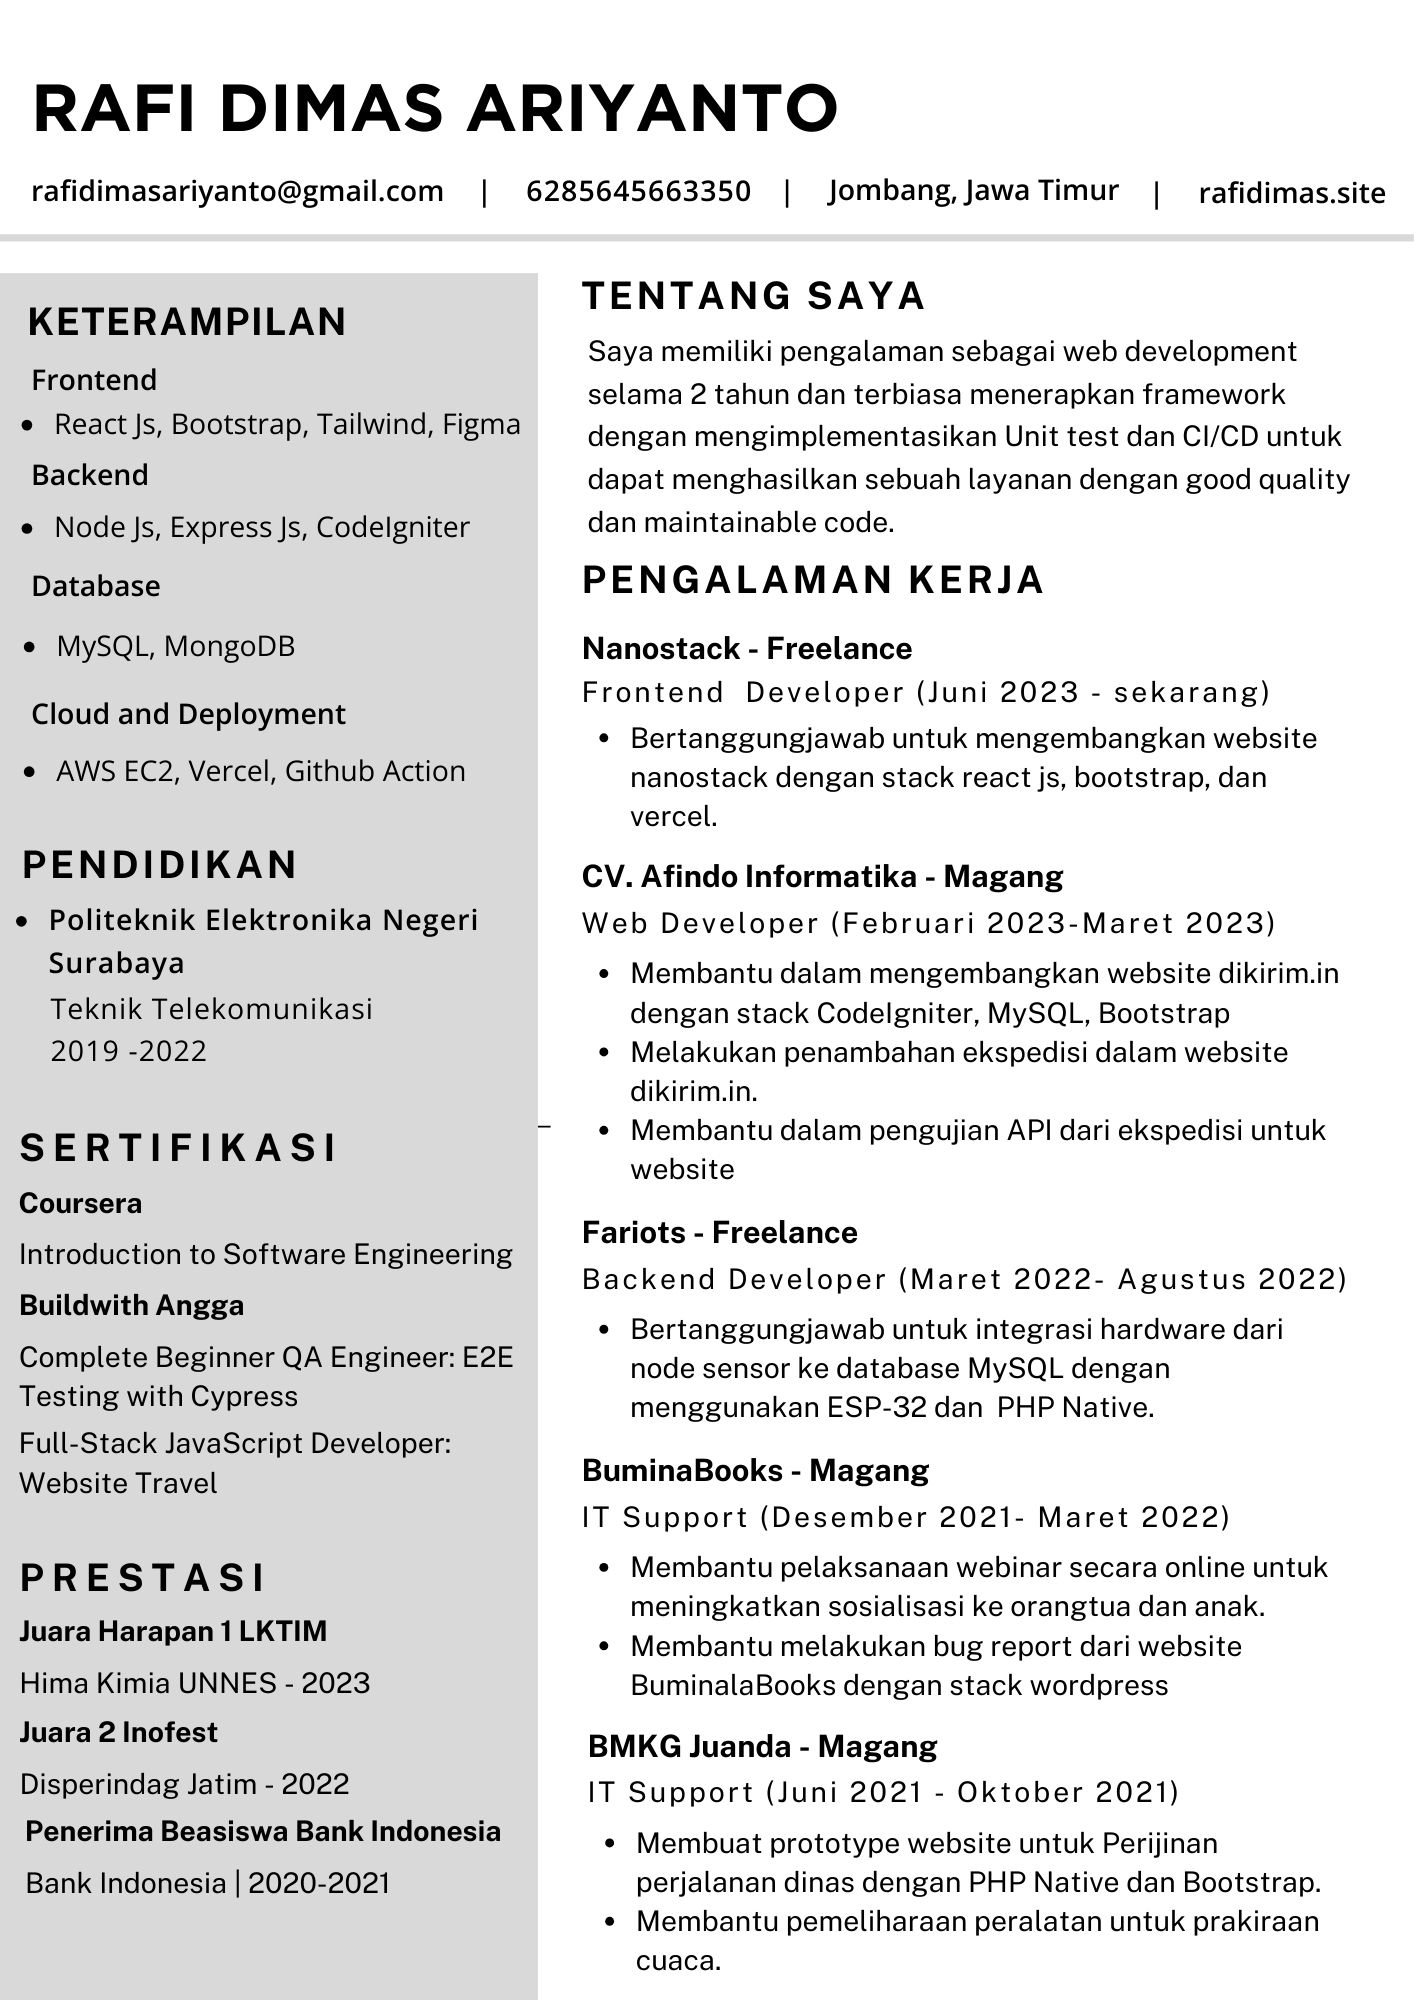 RAFI DIMAS ARIYANTO
rafidimasariyanto@gmail.com | 6285645663350 | Jombang, Jawa Timur | rafidimas.site
KETERAMPILAN
Frontend
• React Js, Bootstrap, Tailwind, Figma
Backend
• Node Js, Express Js, CodeIgniter
Database
• MySQL, MongoDB
Cloud and Deployment
• AWS EC2, Vercel, Github Action
PENDIDIKAN
• Politeknik Elektronika Negeri
Surabaya
Teknik Telekomunikasi
2019 -2022
SERTIFIKASI
Coursera
Introduction to Software Engineering
Buildwith Angga
Complete Beginner QA Engineer: E2E
Testing with Cypress
Full-Stack JavaScript Developer:
Website Travel
PRESTASI
Juara Harapan 1 LKTIM
Hima Kimia UNNES - 2023
Juara 2 Inofest
Disperindag Jatim - 2022
Penerima Beasiswa Bank Indonesia
Bank Indonesia | 2020-2021
TENTANG SAYA
Saya memiliki pengalaman sebagai web development
selama 2 tahun dan terbiasa menerapkan framework
dengan mengimplementasikan Unit test dan CI/CD untuk
dapat menghasilkan sebuah layanan dengan good quality
dan maintainable code.
PENGALAMAN KERJA
Nanostack - Freelance
Frontend  Developer (Juni 2023 - sekarang)
• Bertanggungjawab untuk mengembangkan website
nanostack dengan stack react js, bootstrap, dan
vercel.
CV. Afindo Informatika - Magang
Web Developer (Februari 2023-Maret 2023)
• Membantu dalam mengembangkan website dikirim.in
dengan stack CodeIgniter, MySQL, Bootstrap
• Melakukan penambahan ekspedisi dalam website
dikirim.in.
• Membantu dalam pengujian API dari ekspedisi untuk
website
Fariots - Freelance
Backend Developer (Maret 2022- Agustus 2022)
• Bertanggungjawab untuk integrasi hardware dari
node sensor ke database MySQL dengan
menggunakan ESP-32 dan  PHP Native.
BuminaBooks - Magang
IT Support (Desember 2021- Maret 2022)
• Membantu pelaksanaan webinar secara online untuk
meningkatkan sosialisasi ke orangtua dan anak.
• Membantu melakukan bug report dari website
BuminalaBooks dengan stack wordpress
BMKG Juanda - Magang
IT Support (Juni 2021 - Oktober 2021)
• Membuat prototype website untuk Perijinan
perjalanan dinas dengan PHP Native dan Bootstrap.
• Membantu pemeliharaan peralatan untuk prakiraan
cuaca.